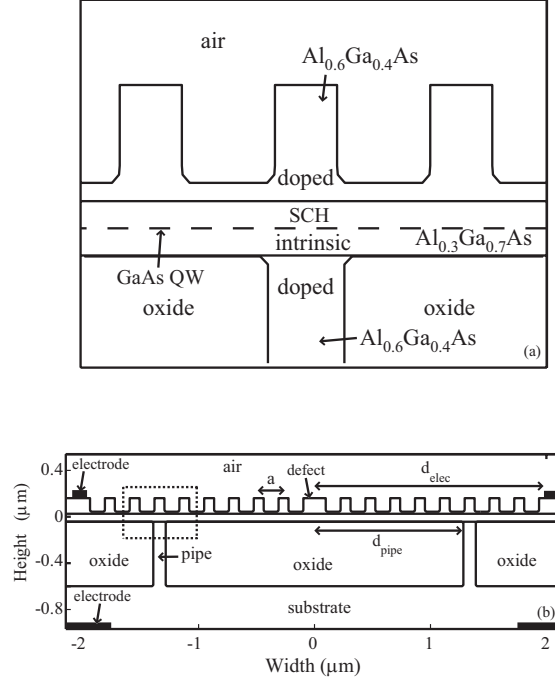 air
Al0.6Ga0.4As
doped
SCH
intrinsic
Al0.3Ga0.7As
GaAs QW
oxide
doped
oxide
Al0.6Ga0.4As
(a)
Height (μm)
0.4
0
-0.4
-0.8
electrode
air
a
defect
d_elec
oxide
pipe
oxide
d_pipe
oxide
electrode
substrate
(b)
-2
-1
0
1
2
Width (μm)